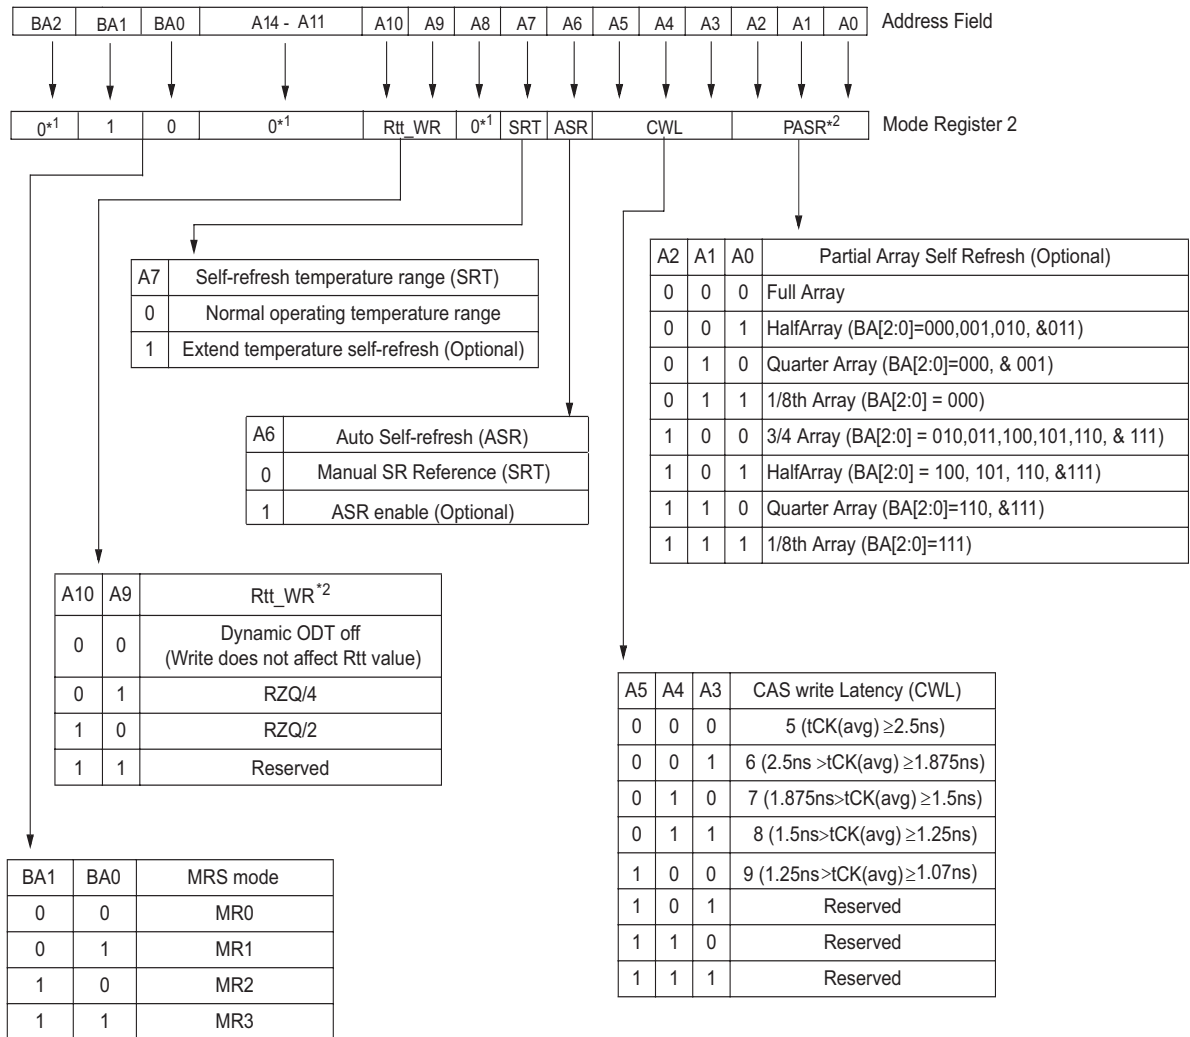 BA2 BA1 BA0 A14 - A11 A10 A9 A8 A7 A6 A5 A4 A3 A2 A1 A0 Address Field
0*1 1 0 0*1 Rtt_WR 0*1 SRT ASR CWL PASR*2 Mode Register 2
A7 Self-refresh temperature range (SRT)
0 Normal operating temperature range
1 Extend temperature self-refresh (Optional)
A2 A1 A0 Partial Array Self Refresh (Optional)
0 0 0 Full Array
0 0 1 HalfArray (BA[2:0]=000,001,010, &011)
0 1 0 Quarter Array (BA[2:0]=000, & 001)
0 1 1 1/8th Array (BA[2:0] = 000)
1 0 0 3/4 Array (BA[2:0] = 010,011,100,101,110, & 111)
1 0 1 HalfArray (BA[2:0] = 100, 101, 110, &111)
1 1 0 Quarter Array (BA[2:0]=110, &111)
1 1 1 1/8th Array (BA[2:0]=111)
A6 Auto Self-refresh (ASR)
0 Manual SR Reference (SRT)
1 ASR enable (Optional)
A10 A9 Rtt_WR*2
0 0 Dynamic ODT off
(Write does not affect Rtt value)
0 1 RZQ/4
1 0 RZQ/2
1 1 Reserved
A5 A4 A3 CAS write Latency (CWL)
0 0 0 5 (tCK(avg) ≥2.5ns)
0 0 1 6 (2.5ns >tCK(avg) ≥1.875ns)
0 1 0 7 (1.875ns>tCK(avg) ≥1.5ns)
0 1 1 8 (1.5ns>tCK(avg) ≥1.25ns)
1 0 0 9 (1.25ns>tCK(avg)≥1.07ns)
1 0 1 Reserved
1 1 0 Reserved
1 1 1 Reserved
BA1 BA0 MRS mode
0 0 MR0
0 1 MR1
1 0 MR2
1 1 MR3